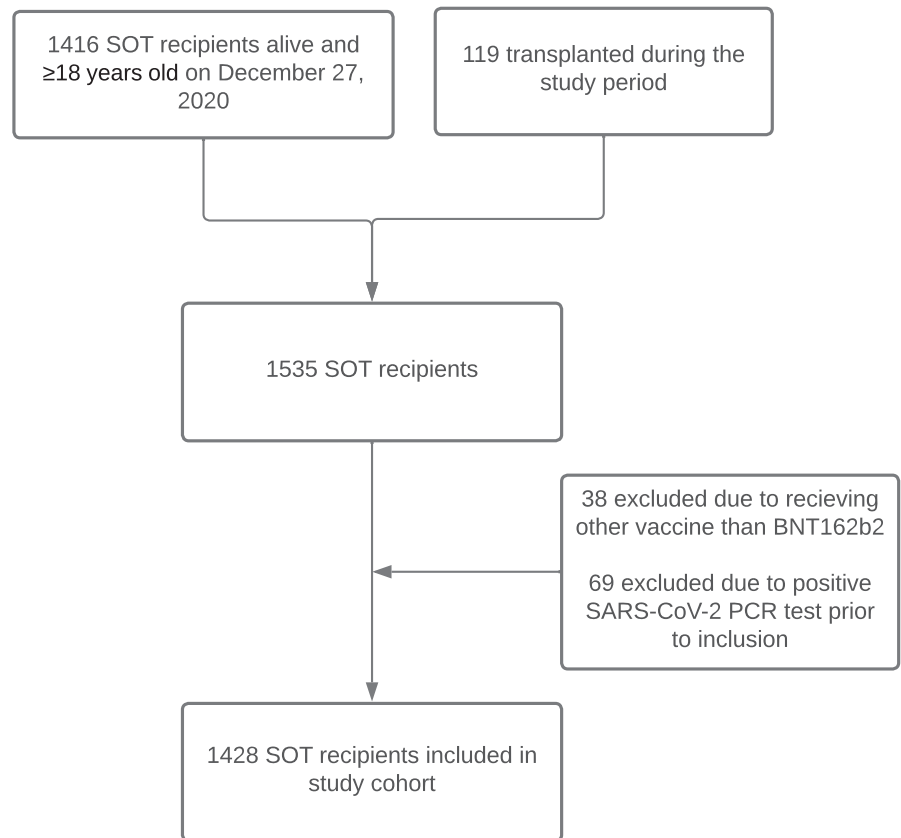 1416 SOT recipients alive and
≥18 years old on December 27,
2020
119 transplanted during the
study period
1535 SOT recipients
38 excluded due to recieving
other vaccine than BNT162b2
69 excluded due to positive
SARS-CoV-2 PCR test prior
to inclusion
1428 SOT recipients included in
study cohort